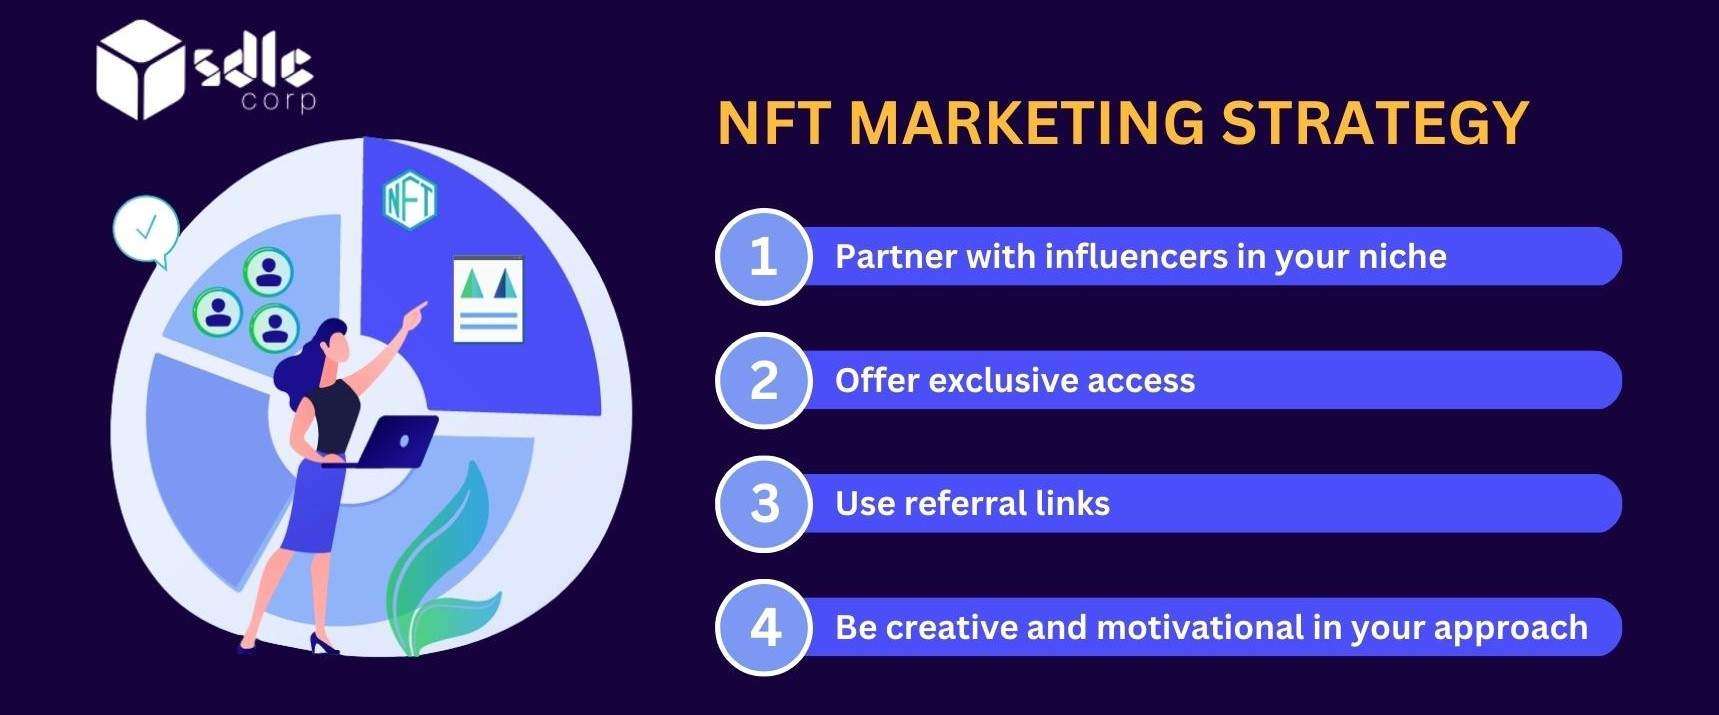 sdlc
corp
NFT MARKETING STRATEGY
NFT
1 Partner with influencers in your niche
2 Offer exclusive access
3 Use referral links
4 Be creative and motivational in your approach